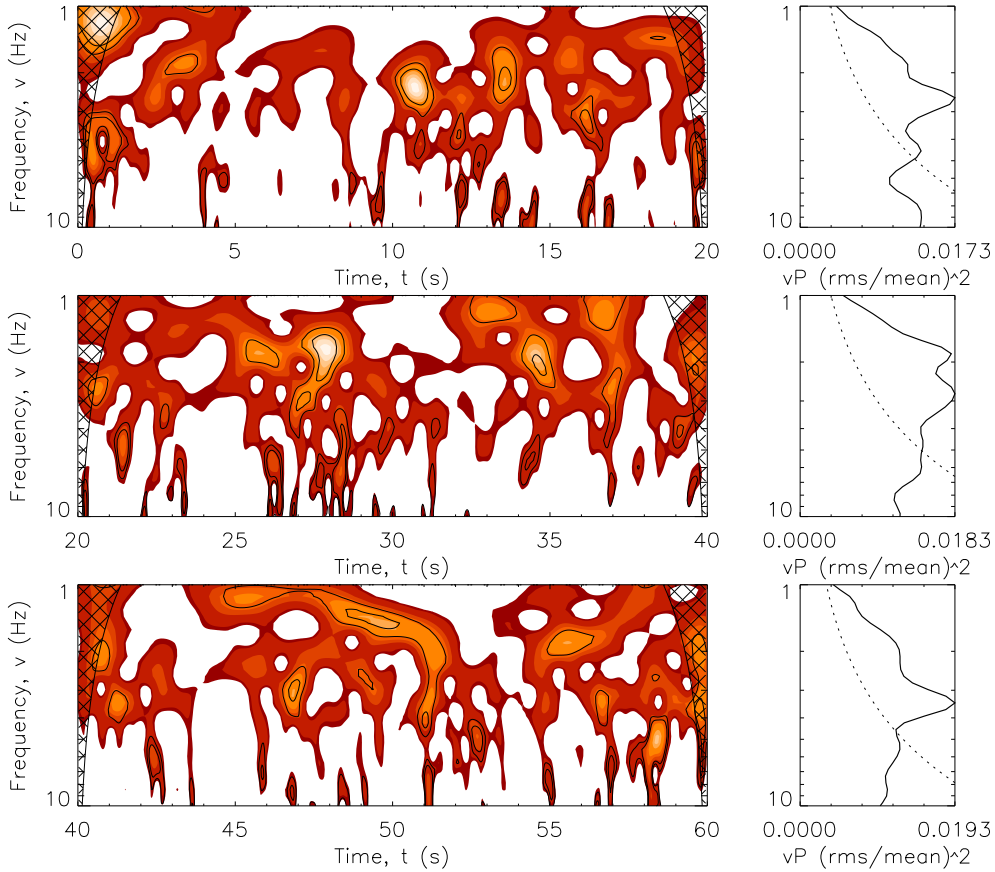 Frequency, v (Hz)
1
10
0 5 10 15 20
Time, t (s)
1
10
0.0000 0.0173
vP (rms/mean)^2
Frequency, v (Hz)
1
10
20 25 30 35 40
Time, t (s)
1
10
0.0000 0.0183
vP (rms/mean)^2
Frequency, v (Hz)
1
10
40 45 50 55 60
Time, t (s)
1
10
0.0000 0.0193
vP (rms/mean)^2